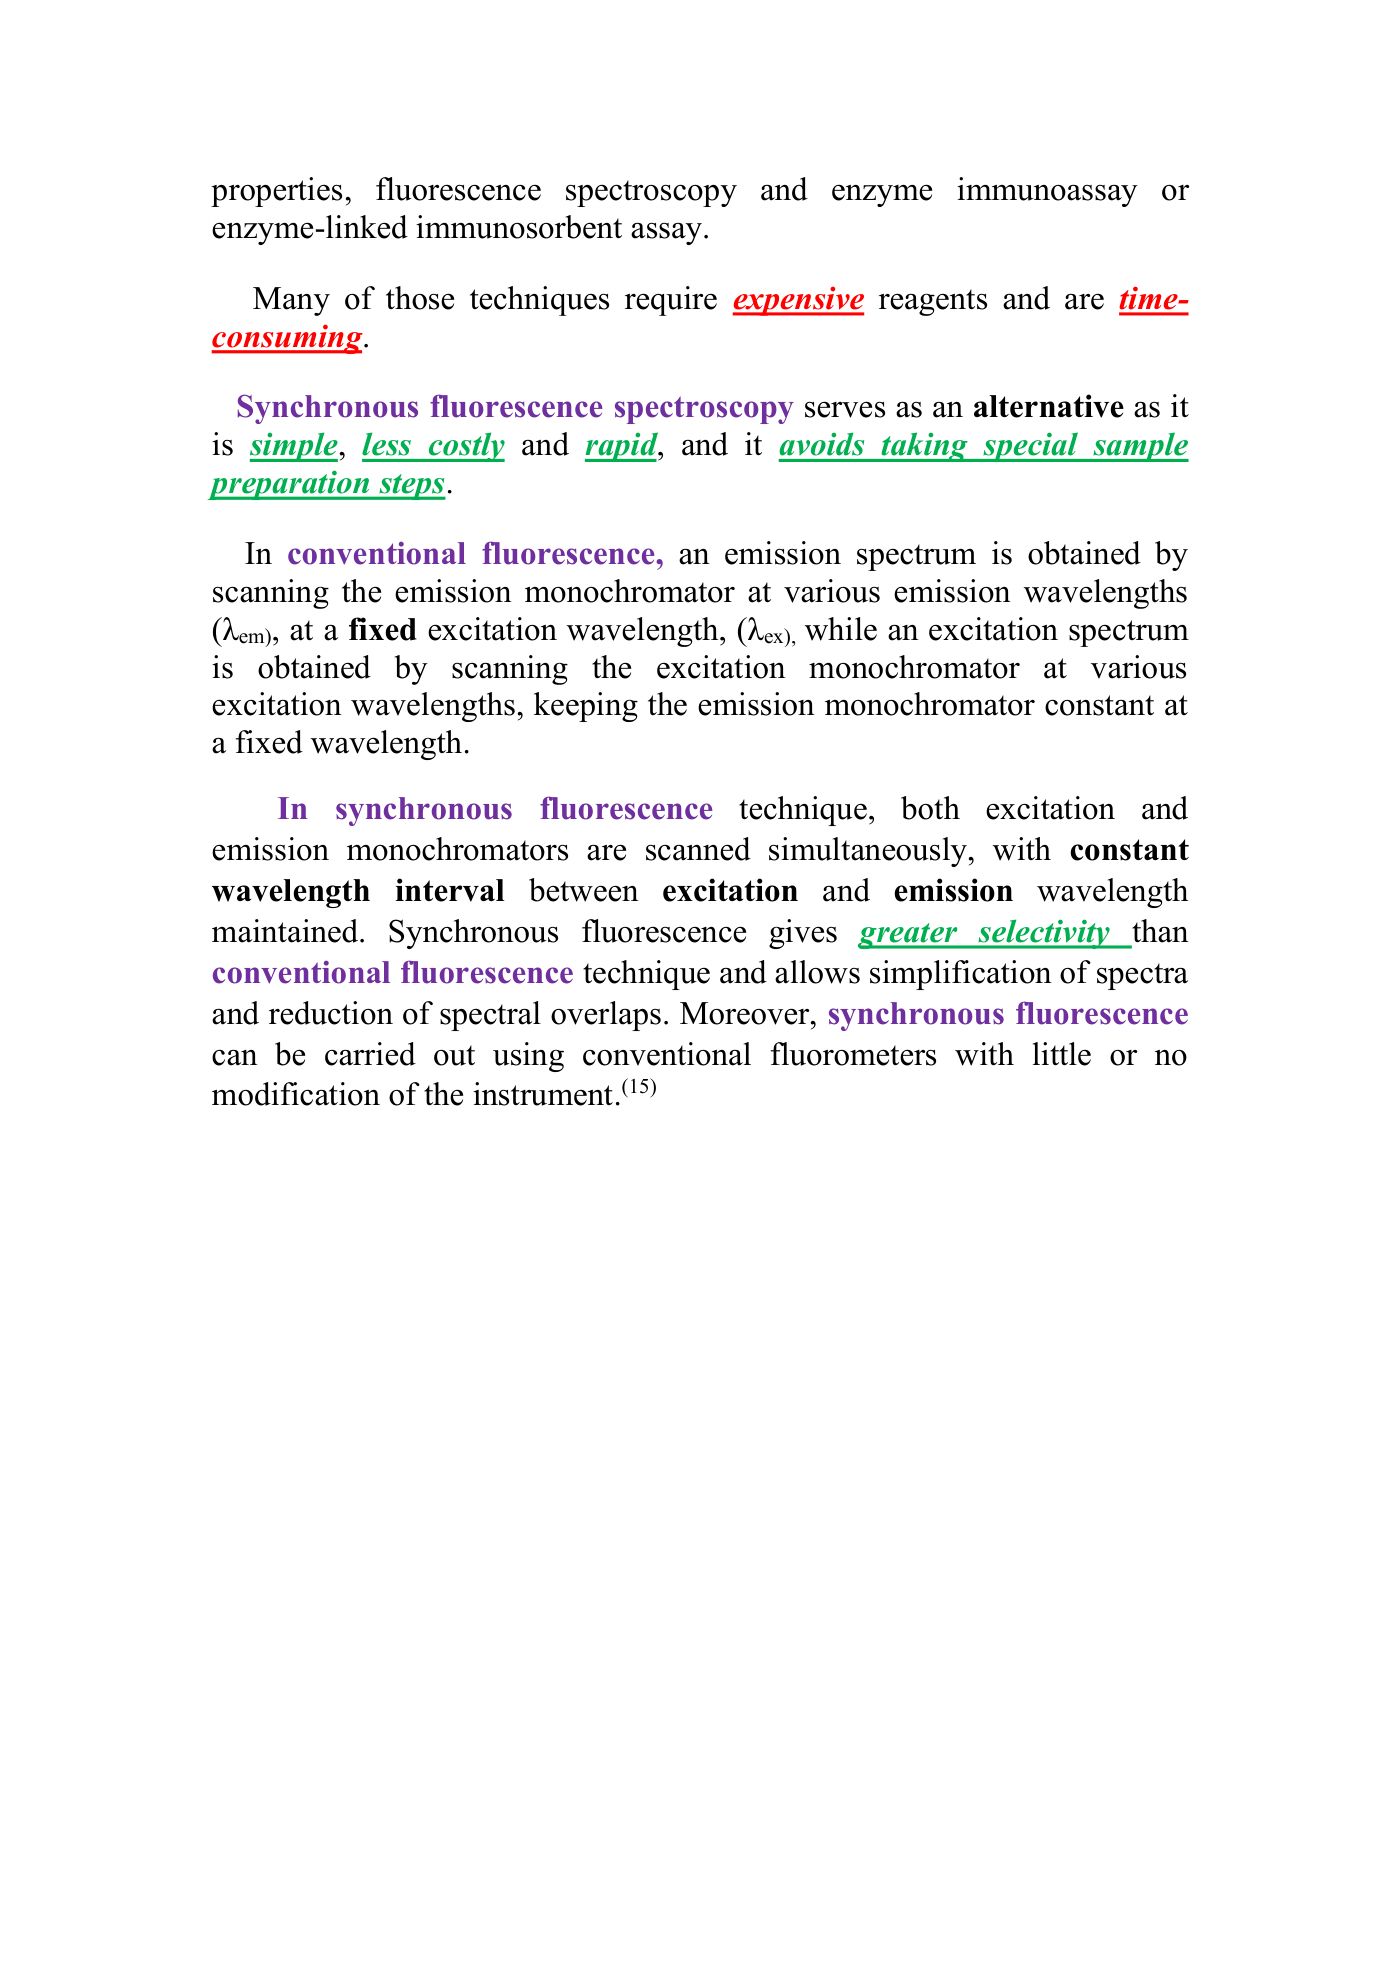 properties, fluorescence spectroscopy and enzyme immunoassay or
enzyme-linked immunosorbent assay.
Many of those techniques require expensive reagents and are time-
consuming.
Synchronous fluorescence spectroscopy serves as an alternative as it
is simple, less costly and rapid, and it avoids taking special sample
preparation steps.
In conventional fluorescence, an emission spectrum is obtained by
scanning the emission monochromator at various emission wavelengths
(λem), at a fixed excitation wavelength, (λex), while an excitation spectrum
is obtained by scanning the excitation monochromator at various
excitation wavelengths, keeping the emission monochromator constant at
a fixed wavelength.
In synchronous fluorescence technique, both excitation and
emission monochromators are scanned simultaneously, with constant
wavelength interval between excitation and emission wavelength
maintained. Synchronous fluorescence gives greater selectivity than
conventional fluorescence technique and allows simplification of spectra
and reduction of spectral overlaps. Moreover, synchronous fluorescence
can be carried out using conventional fluorometers with little or no
modification of the instrument.(15)